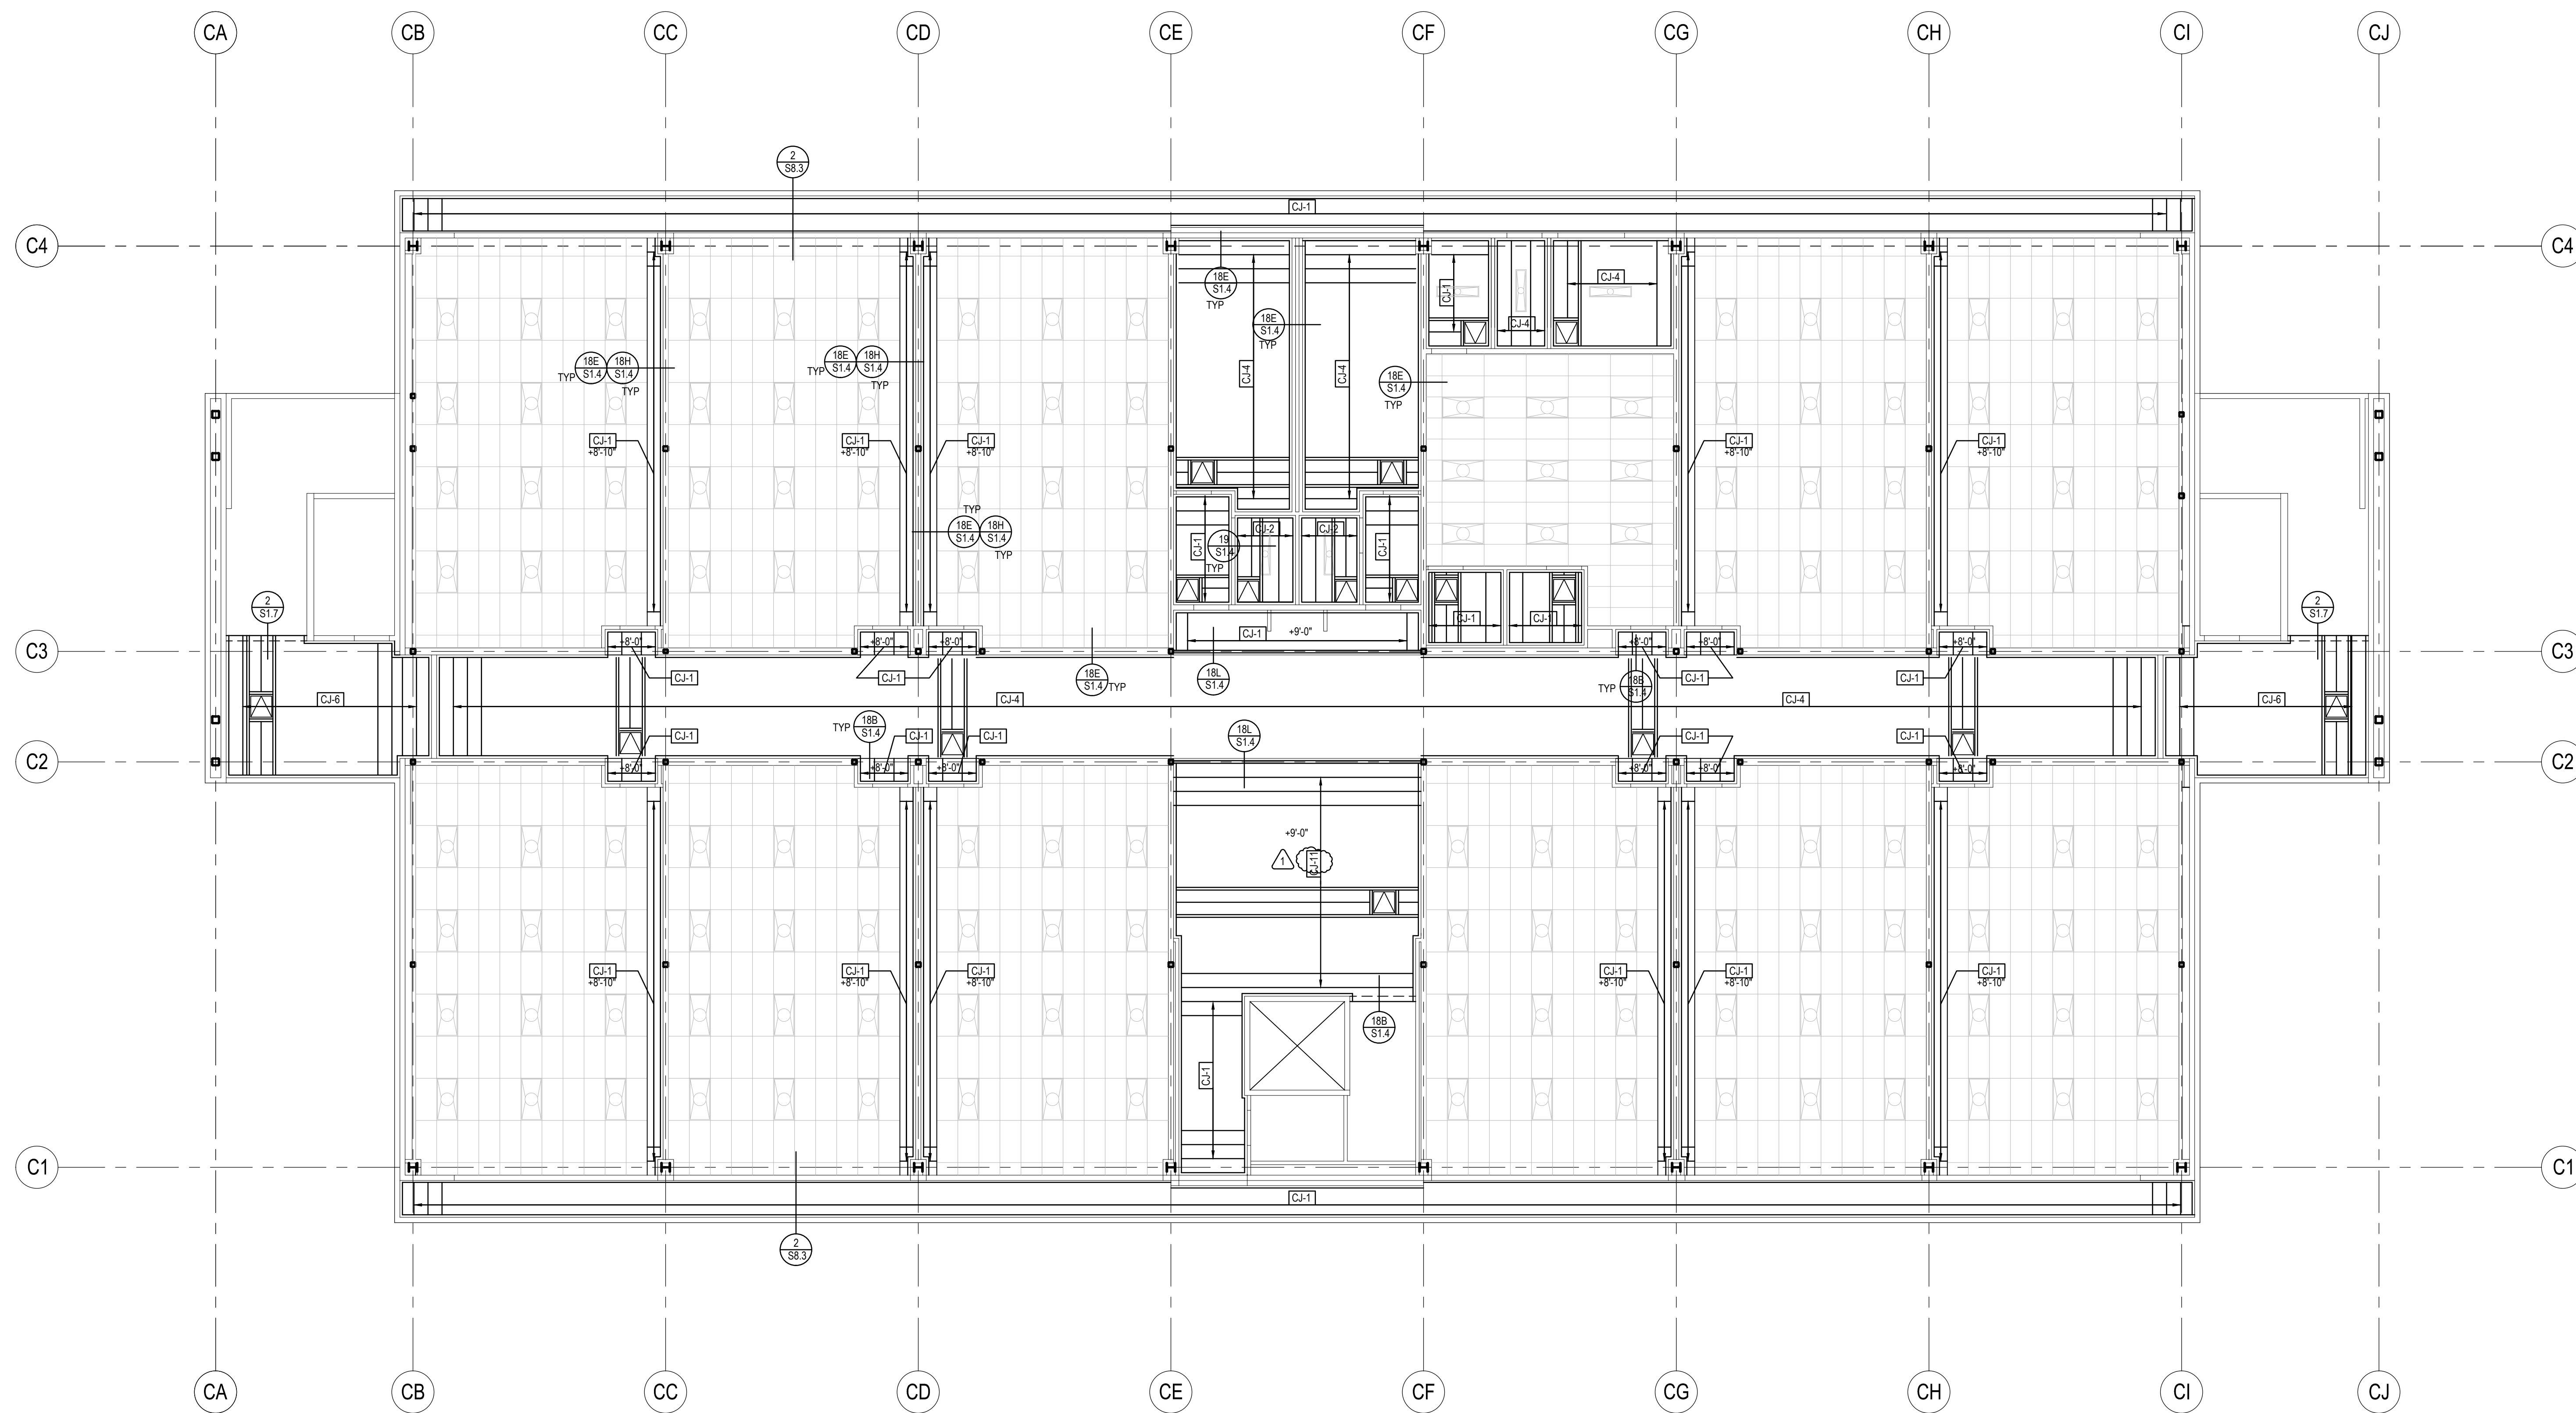 CA
CB
CC
CD
CE
CF
CG
CH
CI
CJ
2
S8.3
CJ-1
C4
C4
18E
S1.4
TYP
CJ-1
CJ-4
CJ-4
18E
S1.4
TYP
18E
S1.4
18H
S1.4
TYP
TYP
18E
S1.4
18H
S1.4
TYP
TYP
CJ-4
CJ-4
18E
S1.4
TYP
CJ-1
+8'-10"
CJ-1
+8'-10"
CJ-1
+8'-10"
CJ-1
+8'-10"
CJ-1
+8'-10"
TYP
18E
S1.4
18H
S1.4
TYP
CJ-1
19
S1.4
TYP
CJ-2
CJ-2
CJ-1
2
S1.7
2
S1.7
CJ-1
CJ-1
CJ-1
+9'-0"
+8'-0"
+8'-0"
+8'-0"
+8'-0"
+8'-0"
+8'-0"
C3
C3
CJ-1
CJ-1
18E
S1.4
TYP
18L
S1.4
TYP
18B
S1.4
CJ-1
CJ-1
CJ-6
CJ-4
CJ-4
CJ-6
TYP
18B
S1.4
CJ-1
CJ-1
CJ-1
18L
S1.4
CJ-1
CJ-1
C2
C2
+8'-0"
+8'-0"
+8'-0"
+8'-0"
+8'-0"
+8'-0"
+9'-0"
1
CJ-11
CJ-1
+8'-10"
CJ-1
+8'-10"
CJ-1
+8'-10"
CJ-1
+8'-10"
CJ-1
+8'-10"
CJ-1
+8'-10"
18B
S1.4
CJ-1
C1
C1
CJ-1
2
S8.3
CA
CB
CC
CD
CE
CF
CG
CH
CI
CJ